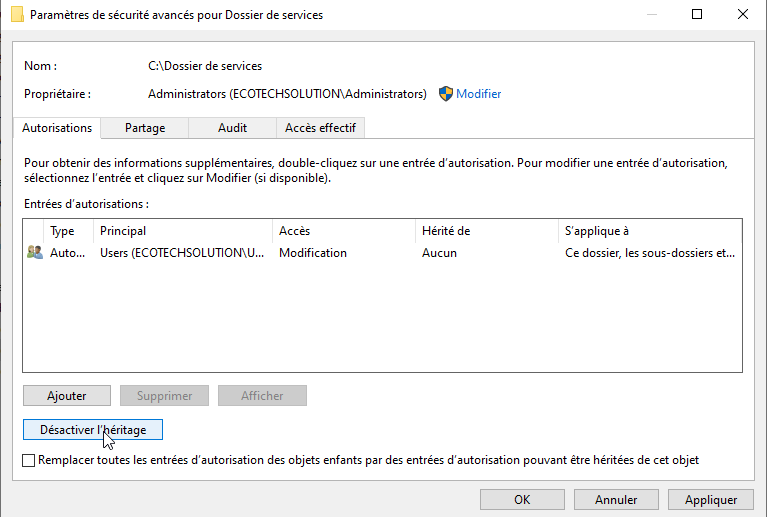 Paramètres de sécurité avancés pour Dossier de services
Nom : C:\Dossier de services
Propriétaire : Administrators (ECOTECHSOLUTION\Administrators) Modifier
Autorisations Partage Audit Accès effectif
Pour obtenir des informations supplémentaires, double-cliquez sur une entrée d'autorisation. Pour modifier une entrée d'autorisation,
sélectionnez l'entrée et cliquez sur Modifier (si disponible).
Entrées d'autorisations :
Type Principal Accès Hérité de S'applique à
Auto... Users (ECOTECHSOLUTION\U... Modification Aucun Ce dossier, les sous-dossiers et...
Ajouter Supprimer Afficher
Désactiver l'héritage
Remplacer toutes les entrées d'autorisation des objets enfants par des entrées d'autorisation pouvant être héritées de cet objet
OK Annuler Appliquer